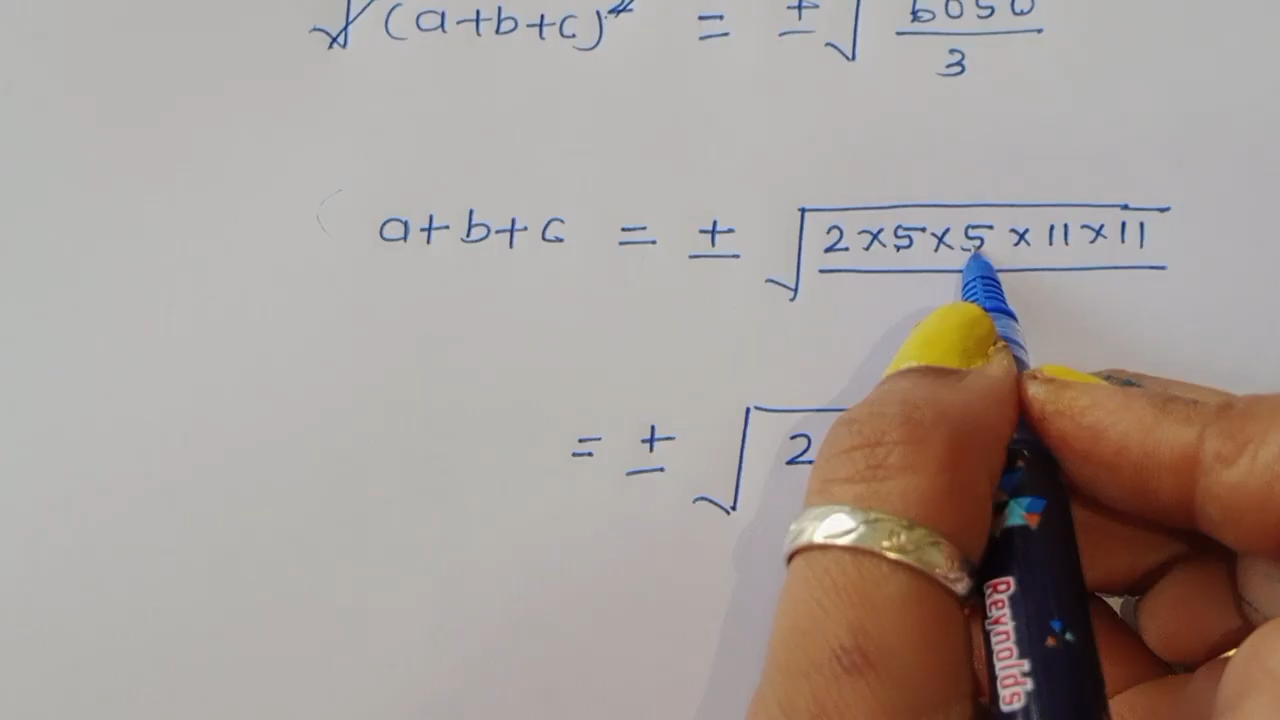 √(a+b+c)² = ±√6050/3
a+b+c = ±√2×5×5×11×11
= ±√2
Reynolds